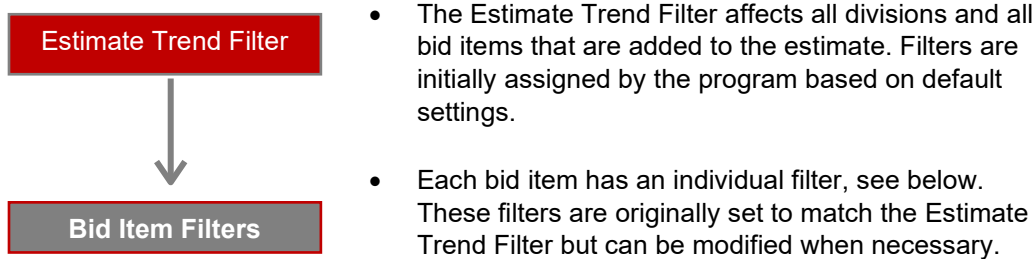 Estimate Trend Filter
Bid Item Filters
• The Estimate Trend Filter affects all divisions and all
bid items that are added to the estimate. Filters are
initially assigned by the program based on default
settings.
• Each bid item has an individual filter, see below.
These filters are originally set to match the Estimate
Trend Filter but can be modified when necessary.